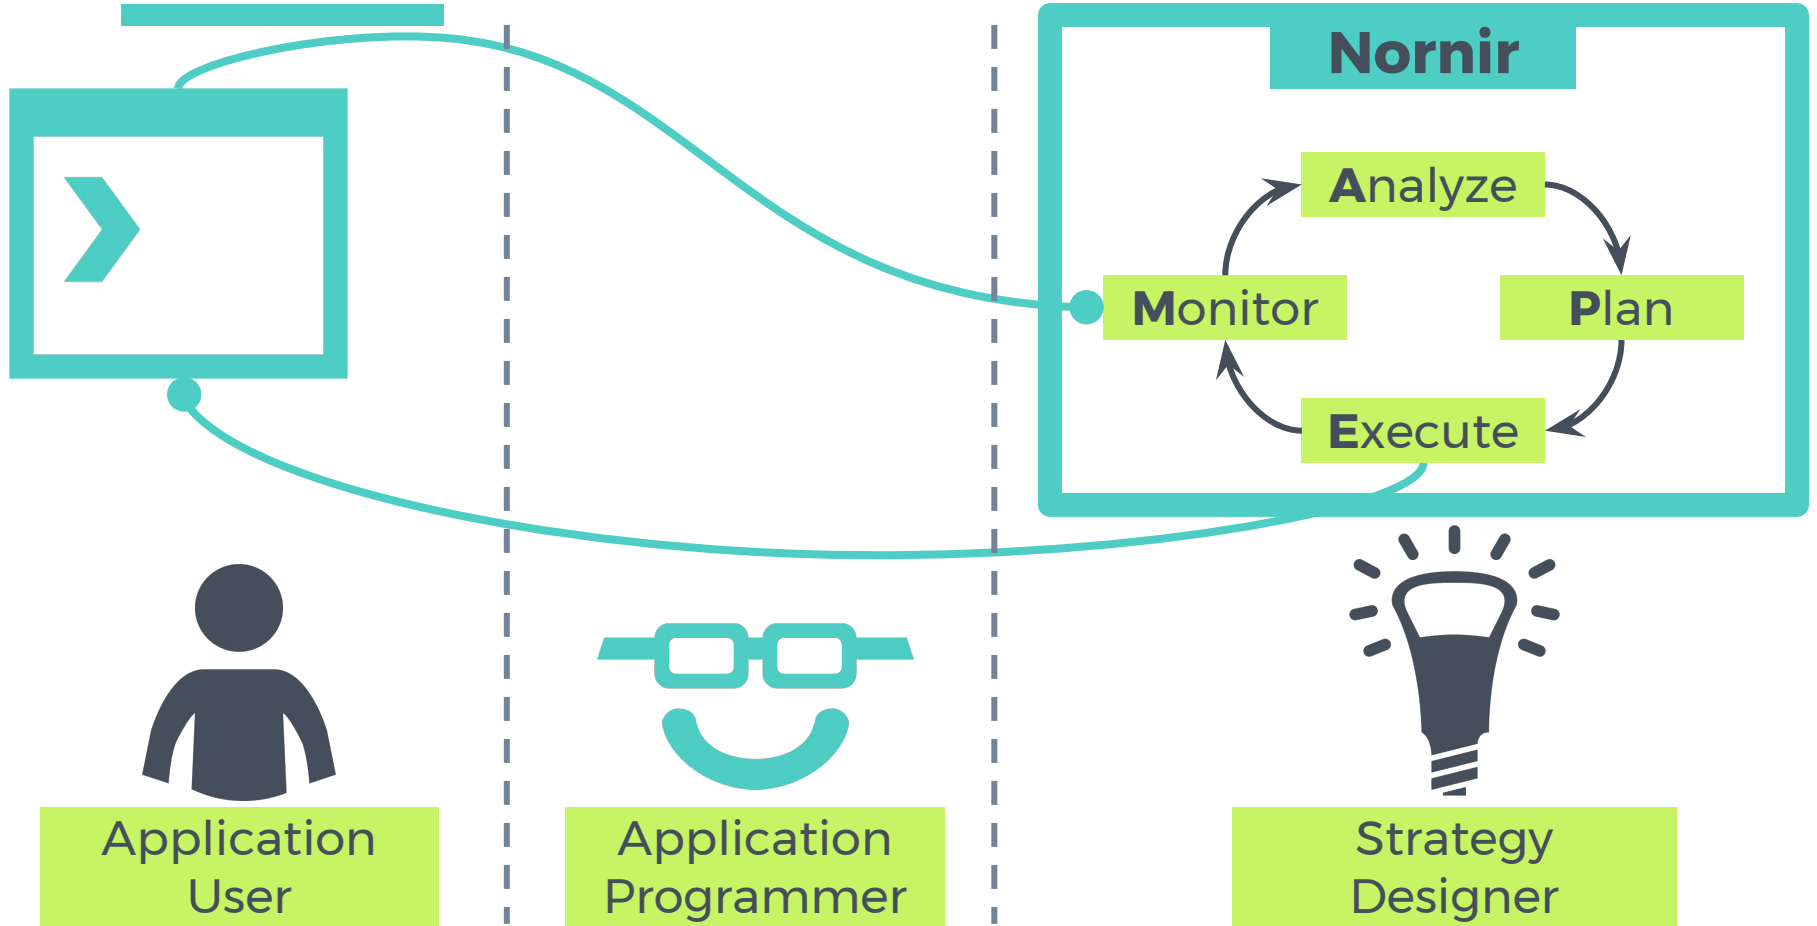 Nornir
Analyze
Monitor
Plan
Execute
Application
User
Application
Programmer
Strategy
Designer